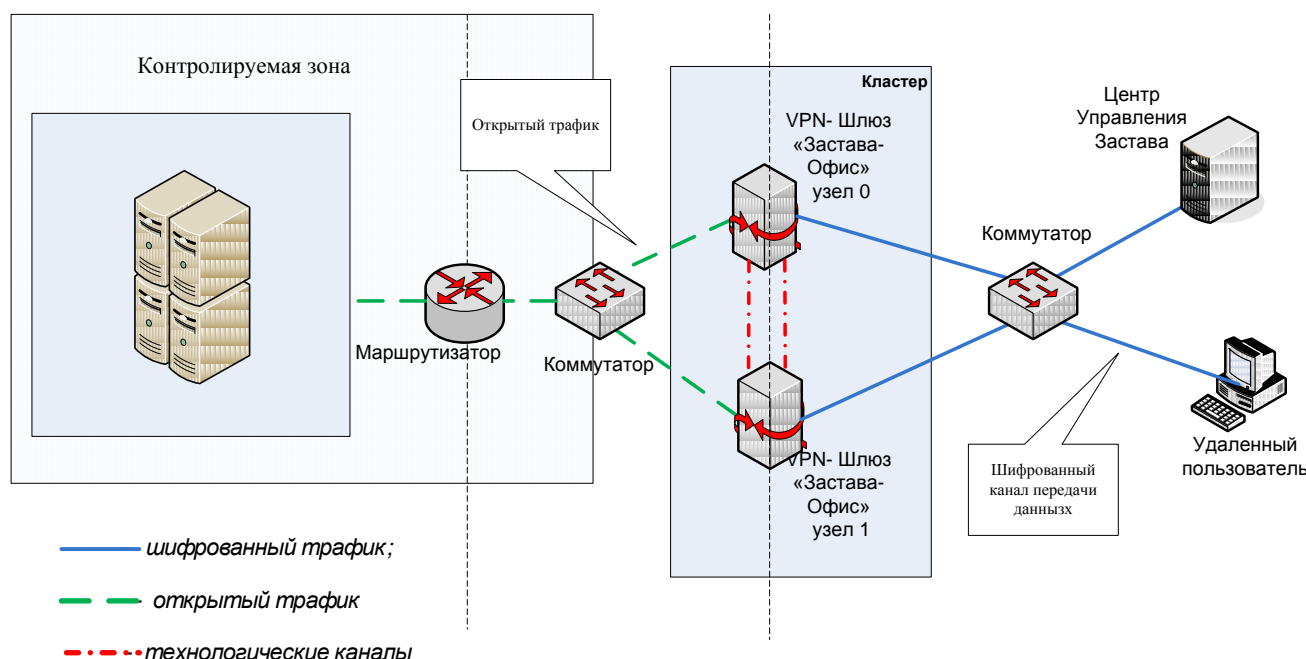 Контролируемая зона
Открытый трафик
Кластер
VPN- Шлюз
«Застава-
Офис»
узел 0
Центр
Управления
Застава
Коммутатор
Маршрутизатор
Коммутатор
VPN- Шлюз
«Застава-
Офис»
узел 1
Шифрованный
канал передачи
данных
Удаленный
пользователь
шифрованный трафик;
открытый трафик
технологические каналы